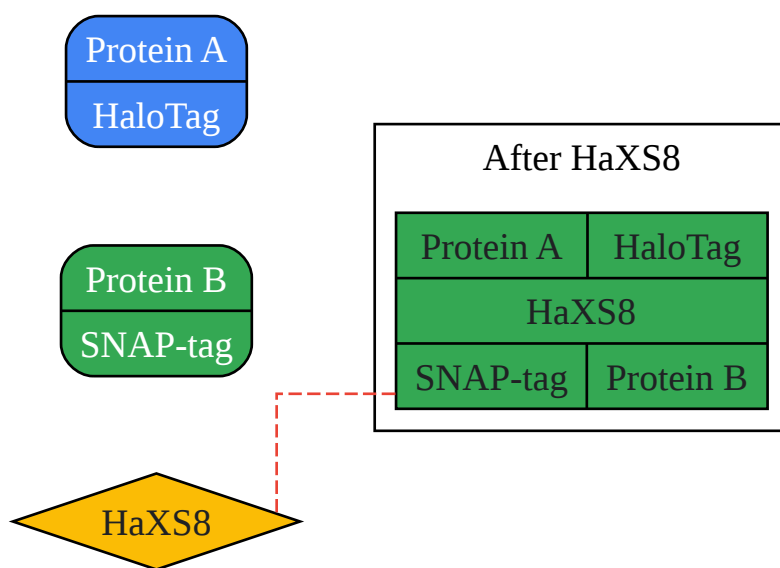 Protein A
HaloTag
Protein B
SNAP-tag
HaXS8
After HaXS8
Protein A HaloTag
HaXS8
SNAP-tag Protein B